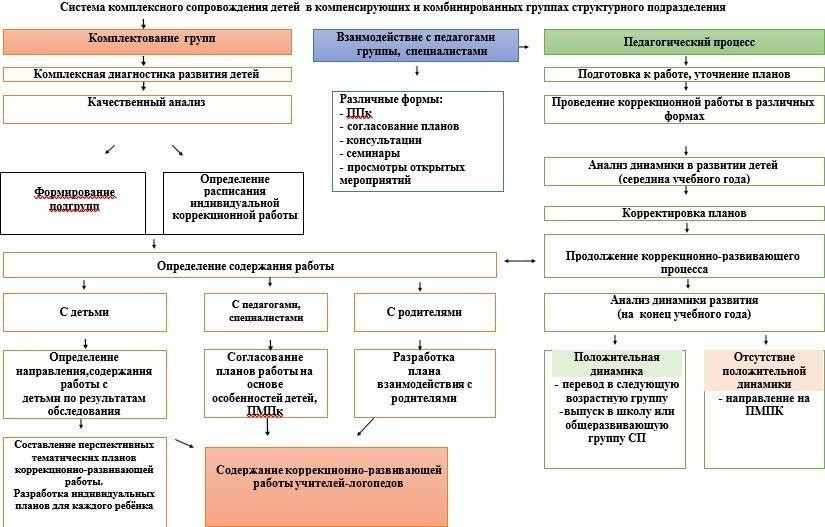 Система комплексного сопровождения детей в компенсирующих и комбинированных группах структурного подразделения
Комплектование групп
Комплексная диагностика развития детей
Качественный анализ
Формирование
подгрупп
Определение
расписания
индивидуальной
коррекционной работы
Взаимодействие с педагогами
группы, специалистами
Различные формы:
- ППк
- согласование планов
- консультации
- семинары
- просмотры открытых
мероприятий
Педагогический процесс
Подготовка к работе, уточнение планов
Проведение коррекционной работы в различных
формах
Анализ динамики в развитии детей
(середина учебного года)
Корректировка планов
Продолжение коррекционно-развивающего
процесса
Анализ динамики развития
(на конец учебного года)
Положительная
динамика
- перевод в следующую
возрастную группу
-выпуск в школу или
общеразвивающую
группу СП
Отсутствие
положительной
динамики
- направление на
ПМПК
Определение содержания работы
С детьми
С педагогами,
специалистами
С родителями
Определение
направления,содержания
работы с
детьми по результатам
обследования
Согласование
планов работы на
основе
особенностей детей,
ПМПк
Разработка
плана
взаимодействия с
родителями
Составление перспективных
тематических планов
коррекционно-развивающей
работы.
Разработка индивидуальных
планов для каждого ребёнка
Содержание коррекционно-развивающей
работы учителей-логопедов